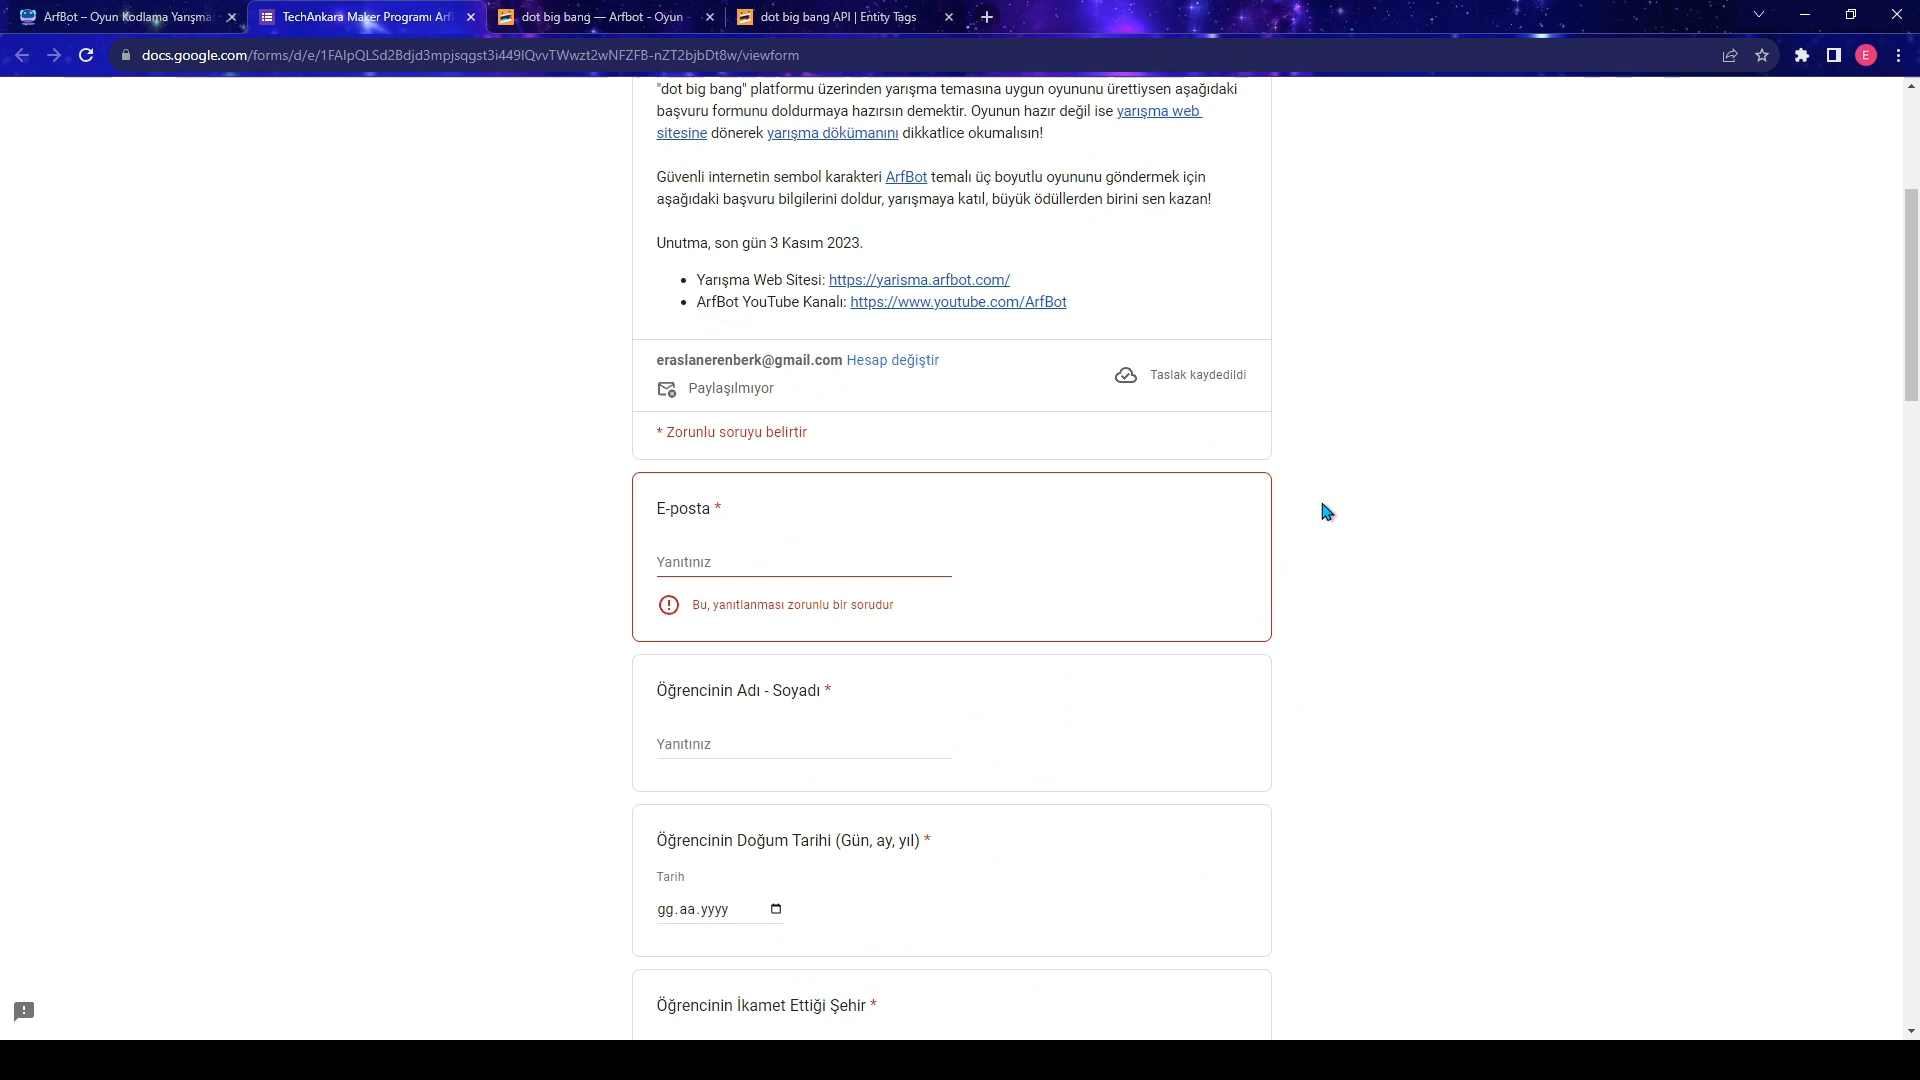 ArfBot – Oyun Kodlama Yarışma
TechAnkara Maker Programı Arf
dot big bang — Arfbot - Oyun
dot big bang API | Entity Tags
docs.google.com/forms/d/e/1FAIpQLSd2Bdjd3mpjsqgst3i449IQvvTWwzt2wNFZFB-nZT2bjbDt8w/viewform
E
"dot big bang" platformu üzerinden yarışma temasına uygun oyununu ürettiysen aşağıdaki
başvuru formunu doldurmaya hazırsın demektir. Oyunun hazır değil ise yarışma web
sitesine dönerek yarışma dökümanını dikkatlice okumalısın!
Güvenli internetin sembol karakteri ArfBot temalı üç boyutlu oyununu göndermek için
aşağıdaki başvuru bilgilerini doldur, yarışmaya katıl, büyük ödüllerden birini sen kazan!
Unutma, son gün 3 Kasım 2023.
• Yarışma Web Sitesi: https://yarisma.arfbot.com/
• ArfBot YouTube Kanalı: https://www.youtube.com/ArfBot
eraslanerenberk@gmail.com Hesap değiştir
Taslak kaydedildi
Paylaşılmıyor
* Zorunlu soruyu belirtir
E-posta *
Yanıtınız
Bu, yanıtlanması zorunlu bir sorudur
Öğrencinin Adı - Soyadı *
Yanıtınız
Öğrencinin Doğum Tarihi (Gün, ay, yıl) *
Tarih
gg.aa.yyyy
Öğrencinin İkamet Ettiği Şehir *